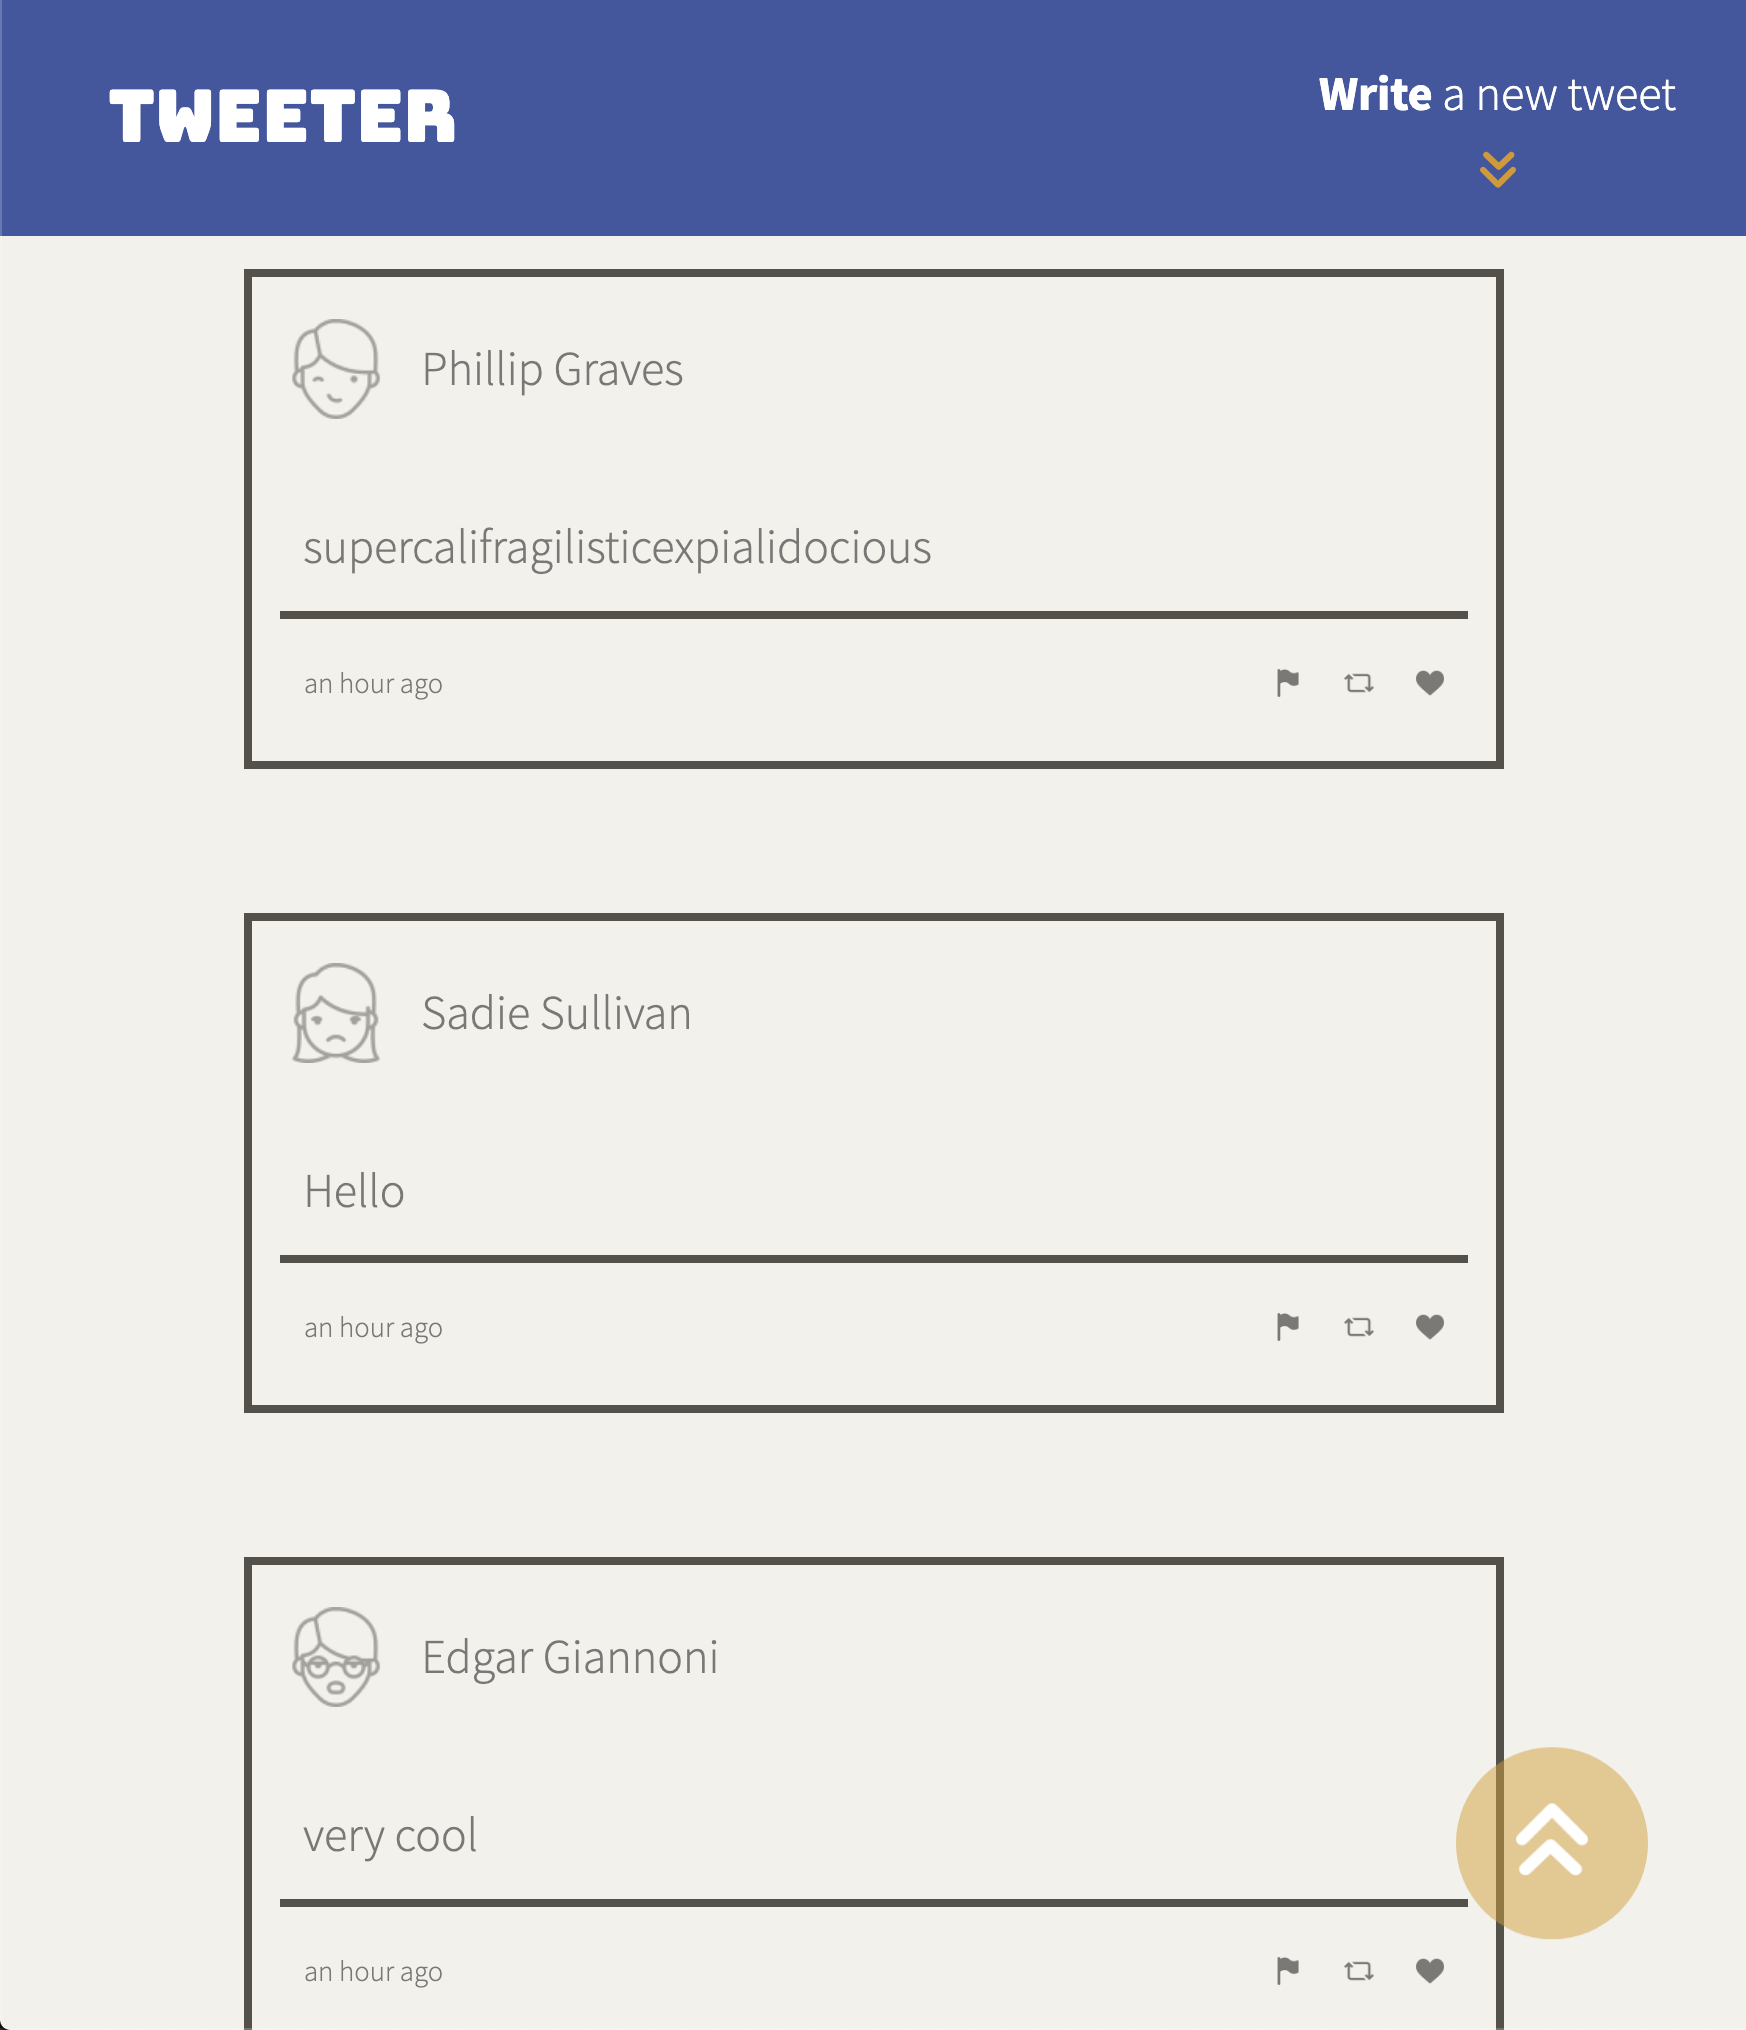 TWEETER
Write a new tweet
Phillip Graves
supercalifragilisticexpialidocious
an hour ago
Sadie Sullivan
Hello
an hour ago
Edgar Giannoni
very cool
an hour ago